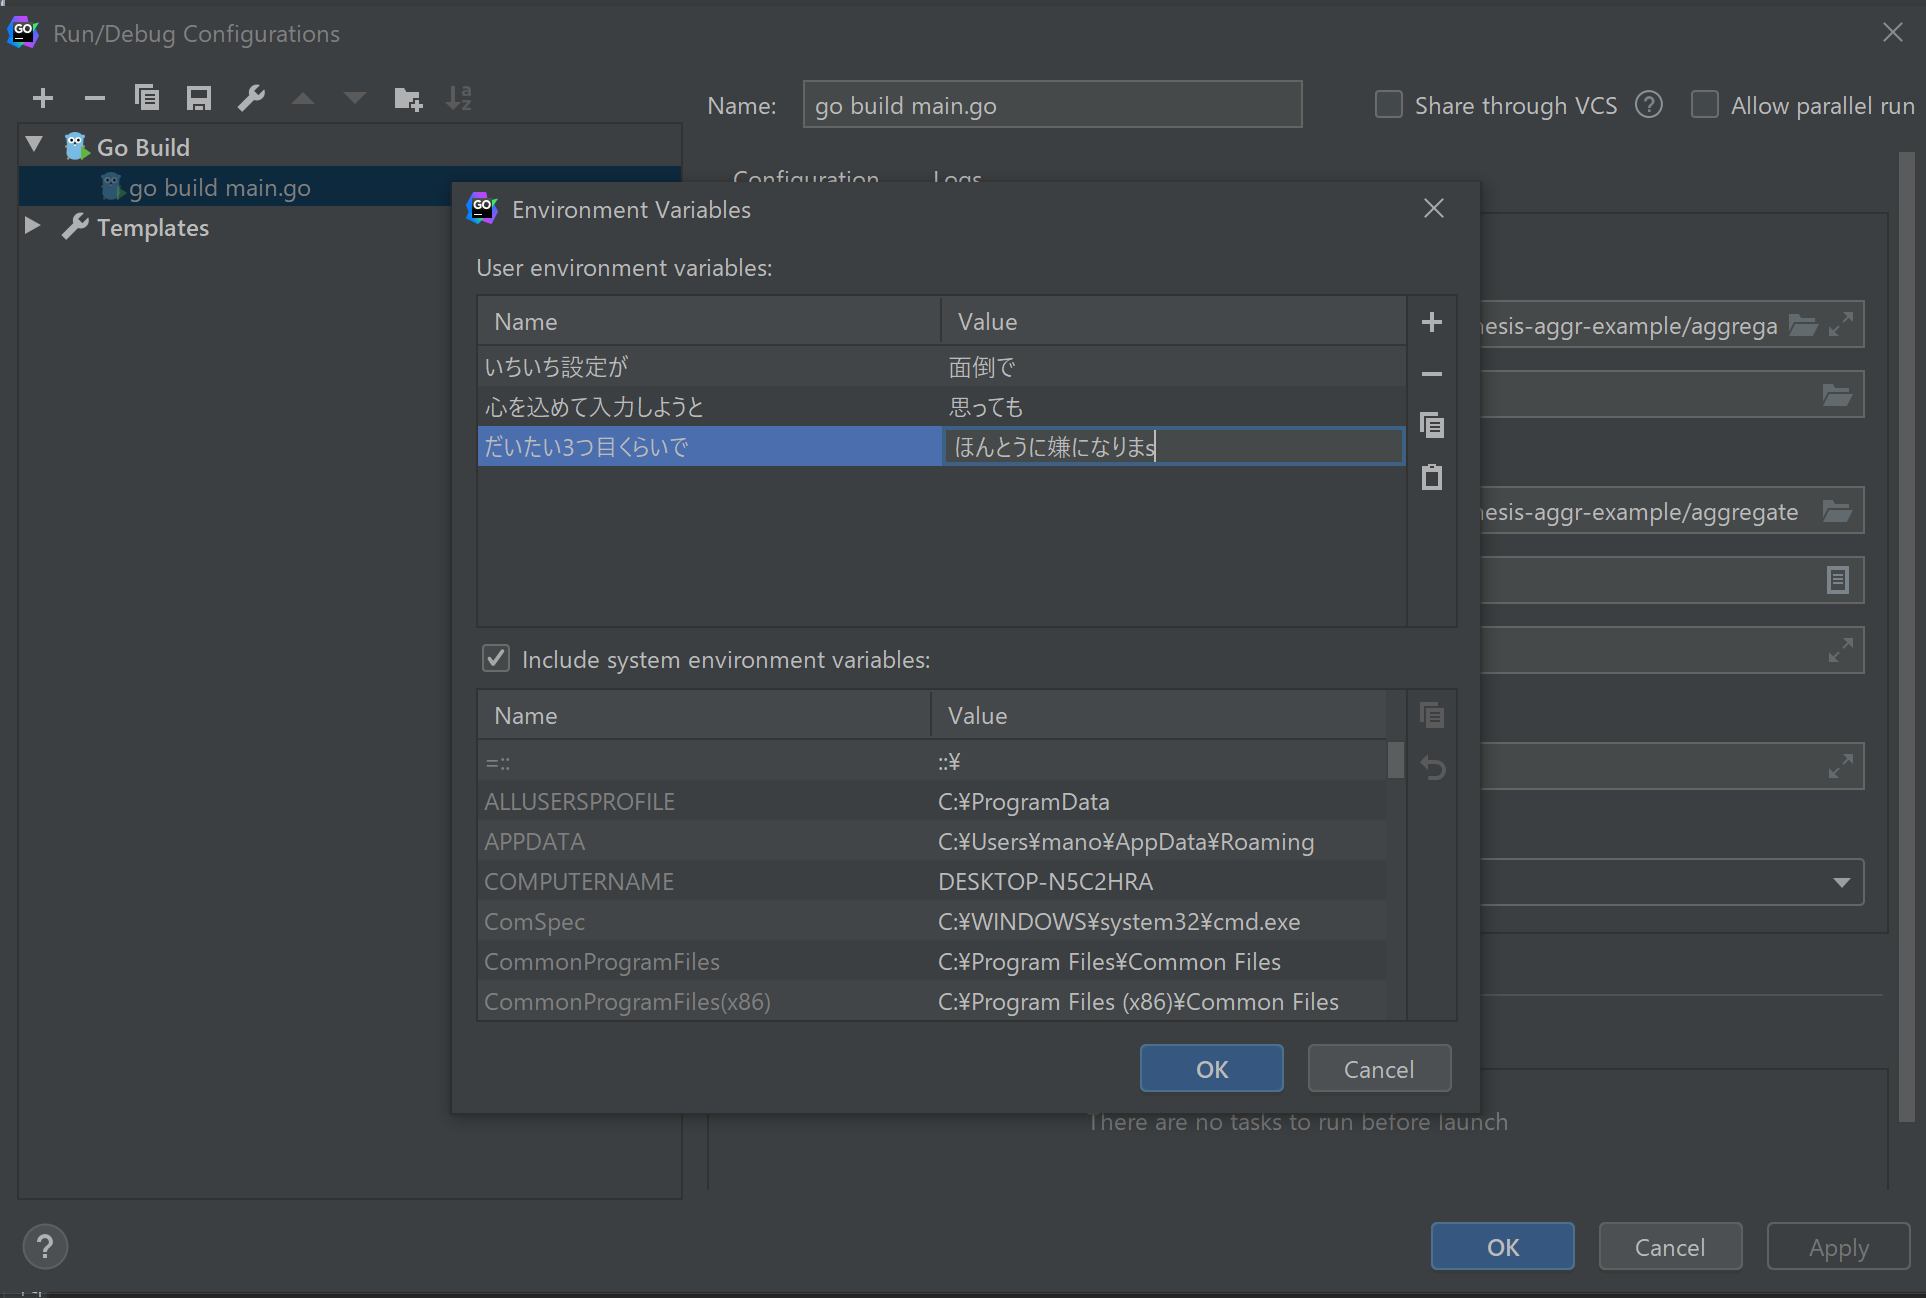 Run/Debug Configurations
Name: go build main.go Share through VCS ? Allow parallel run
Go Build
go build main.go
Templates
Configuration Logs
Environment Variables
User environment variables:
Name Value
いちいち設定が 面倒で
心を込めて入力しようと 思っても
だいたい3つ目くらいで ほんとうに嫌になりまs
nesis-aggr-example/aggrega
nesis-aggr-example/aggregate
Include system environment variables:
Name Value
=:: ::¥
ALLUSERSPROFILE C:¥ProgramData
APPDATA C:¥Users¥mano¥AppData¥Roaming
COMPUTERNAME DESKTOP-N5C2HRA
ComSpec C:¥WINDOWS¥system32¥cmd.exe
CommonProgramFiles C:¥Program Files¥Common Files
CommonProgramFiles(x86) C:¥Program Files (x86)¥Common Files
OK Cancel
There are no tasks to run before launch
? OK Cancel Apply